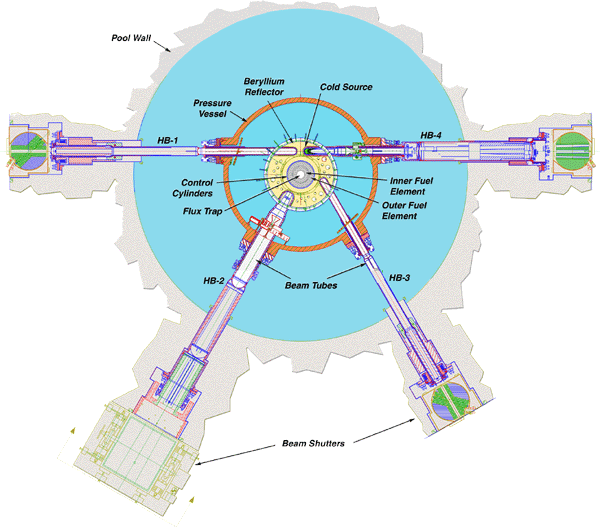 Pool Wall
Beryllium
Reflector
Cold Source
Pressure
Vessel
HB-1
HB-4
Control
Cylinders
Inner Fuel
Element
Flux Trap
Outer Fuel
Element
HB-2
Beam Tubes
HB-3
Beam Shutters